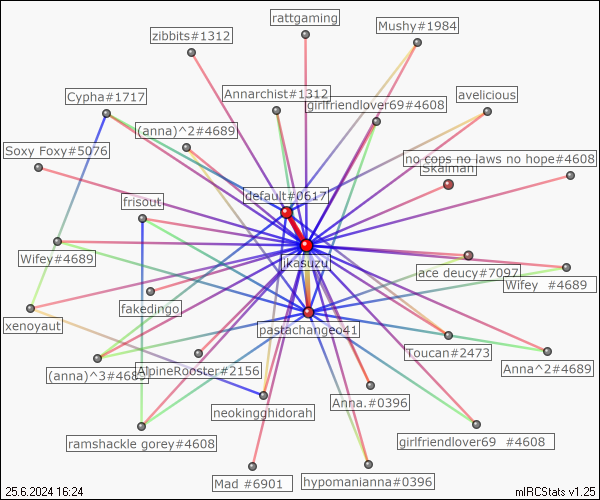 rattgaming
Mushy#1984
zibbits#1312
Cypha#1717
Annarchist#1312
girlfriendlover69#4608
avelicious
(anna)^2#4689
Soxy Foxy#5076
no cops no laws no hope#4608
Skalman
default#0617
frisout
Wifey#4689
jikasuzu
ac deucy#7097
Wifey #4689
fakedingo
xenoyaut
pastachangeo41
Toucan#2473
Anna^2#4689
(anna)^3#4689
AlpineRooster#2156
Anna.#0396
neokingghidorah
ramshackle gorey#4608
girlfriendlover69 #4608
Mad #6901
hypomanianna#0396
25.6.2024 16:24
mIRCStats v1.25